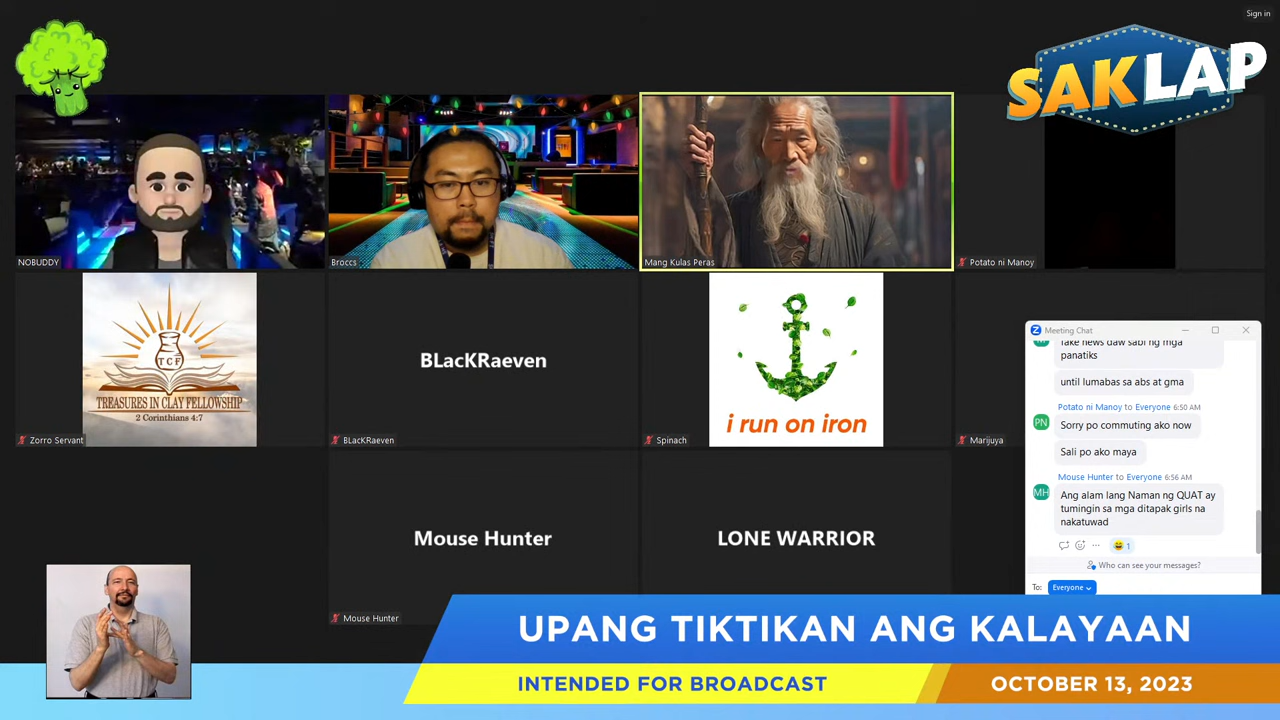 Sign in
SAKLAP
NOBUDDY
Broccs
Mang Kulas Peras
Potato ni Manoy
TCF
TREASURES IN CLAY FELLOWSHIP
2 Corinthians 4:7
Zorro Servant
BLacKRaeven
BLacKRaeven
i run on iron
Spinach
Marijuya
Mouse Hunter
Mouse Hunter
LONE WARRIOR
Meeting Chat
fake news daw sabi ng mga
panatiks
until lumabas sa abs at gma
Potato ni Manoy to Everyone 6:50 AM
PN
Sorry po commuting ako now
Sali po ako maya
Mouse Hunter to Everyone 6:56 AM
MH
Ang alam lang Naman ng QUAT ay
tumingin sa mga ditapak girls na
nakatuwad
1
Who can see your messages?
To: Everyone
UPANG TIKTIKAN ANG KALAYAAN
INTENDED FOR BROADCAST
OCTOBER 13, 2023